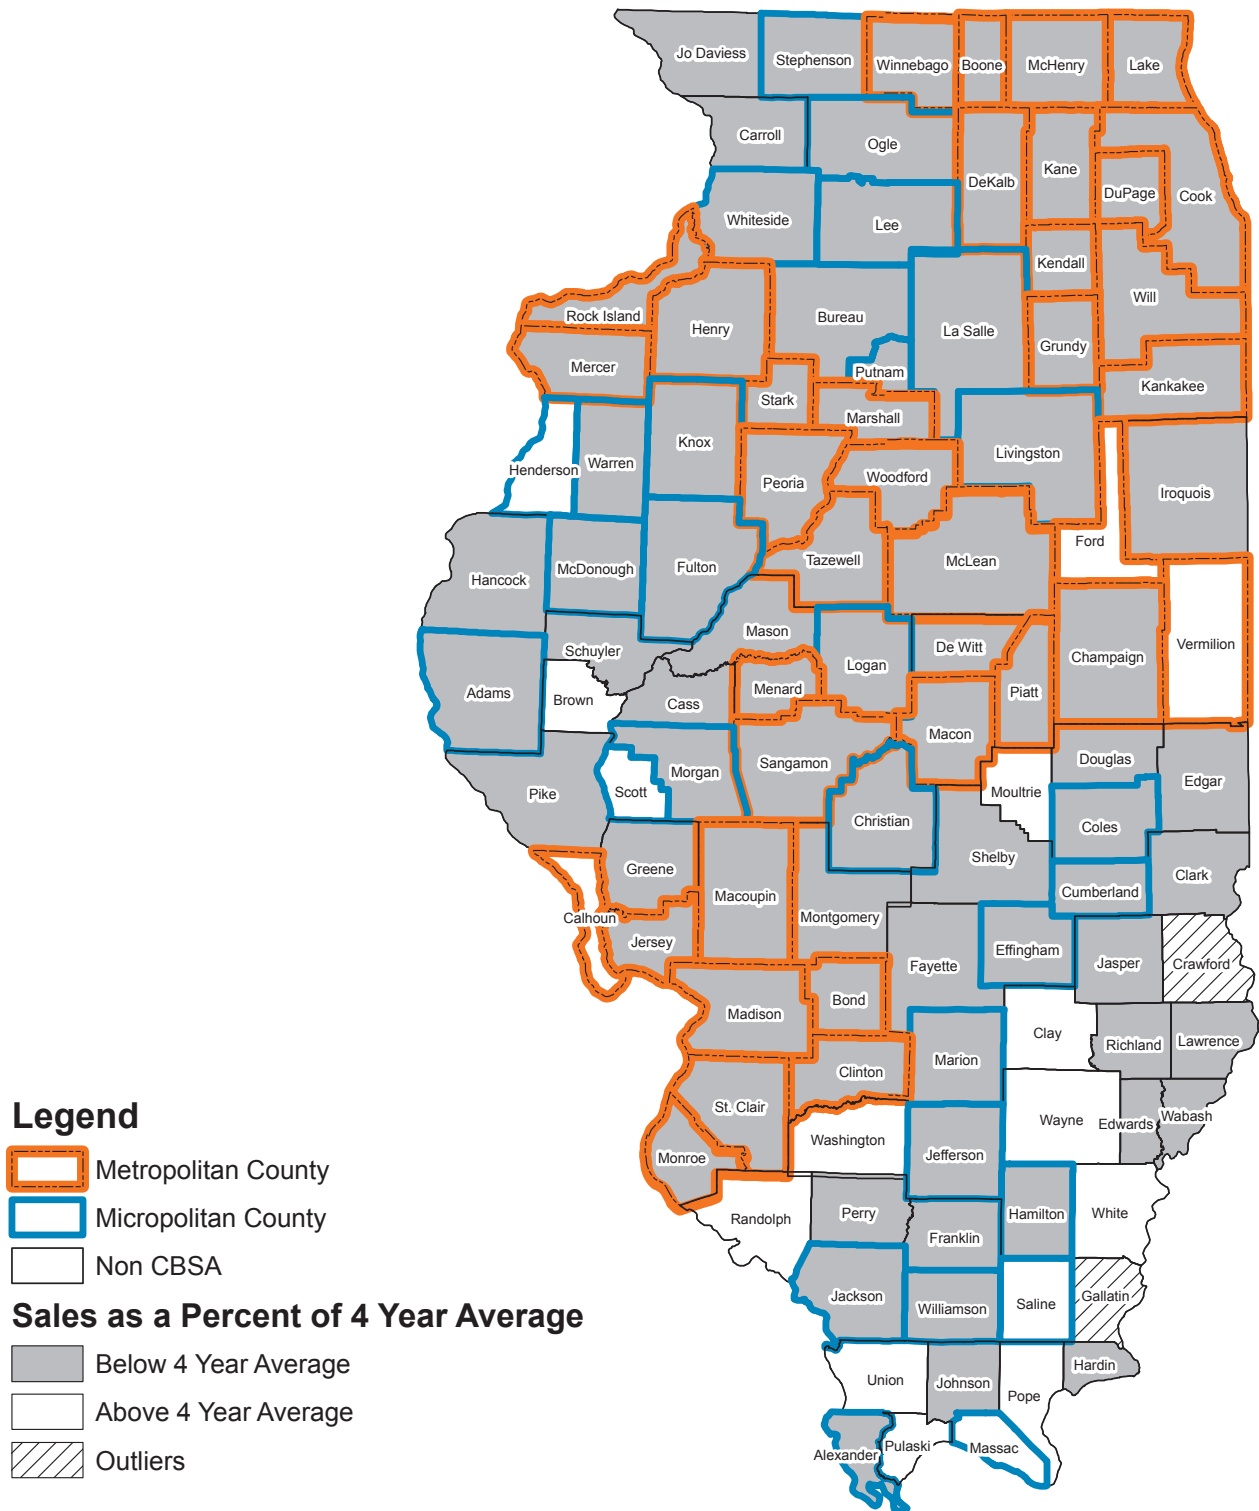 Jo Daviess
Stephenson
Winnebago
Boone
McHenry
Lake
Carroll
Ogle
DeKalb
Kane
DuPage
Cook
Whiteside
Lee
Kendall
Will
Rock Island
Henry
Bureau
La Salle
Grundy
Mercer
Putnam
Kankakee
Stark
Marshall
Knox
Henderson
Warren
Peoria
Woodford
Livingston
Iroquois
Ford
Hancock
McDonough
Fulton
Tazewell
McLean
Mason
Schuyler
Logan
De Witt
Champaign
Vermilion
Adams
Brown
Cass
Menard
Piatt
Macon
Sangamon
Morgan
Scott
Pike
Douglas
Edgar
Moultrie
Christian
Coles
Shelby
Greene
Macoupin
Montgomery
Cumberland
Clark
Calhoun
Jersey
Fayette
Effingham
Jasper
Crawford
Bond
Madison
Clay
Richland
Lawrence
Marion
Clinton
St. Clair
Wayne
Edwards
Wabash
Washington
Jefferson
Monroe
Randolph
Perry
Hamilton
White
Franklin
Jackson
Williamson
Saline
Gallatin
Union
Johnson
Pope
Hardin
Alexander
Pulaski
Massac
Legend
Metropolitan County
Micropolitan County
Non CBSA
Sales as a Percent of 4 Year Average
Below 4 Year Average
Above 4 Year Average
Outliers